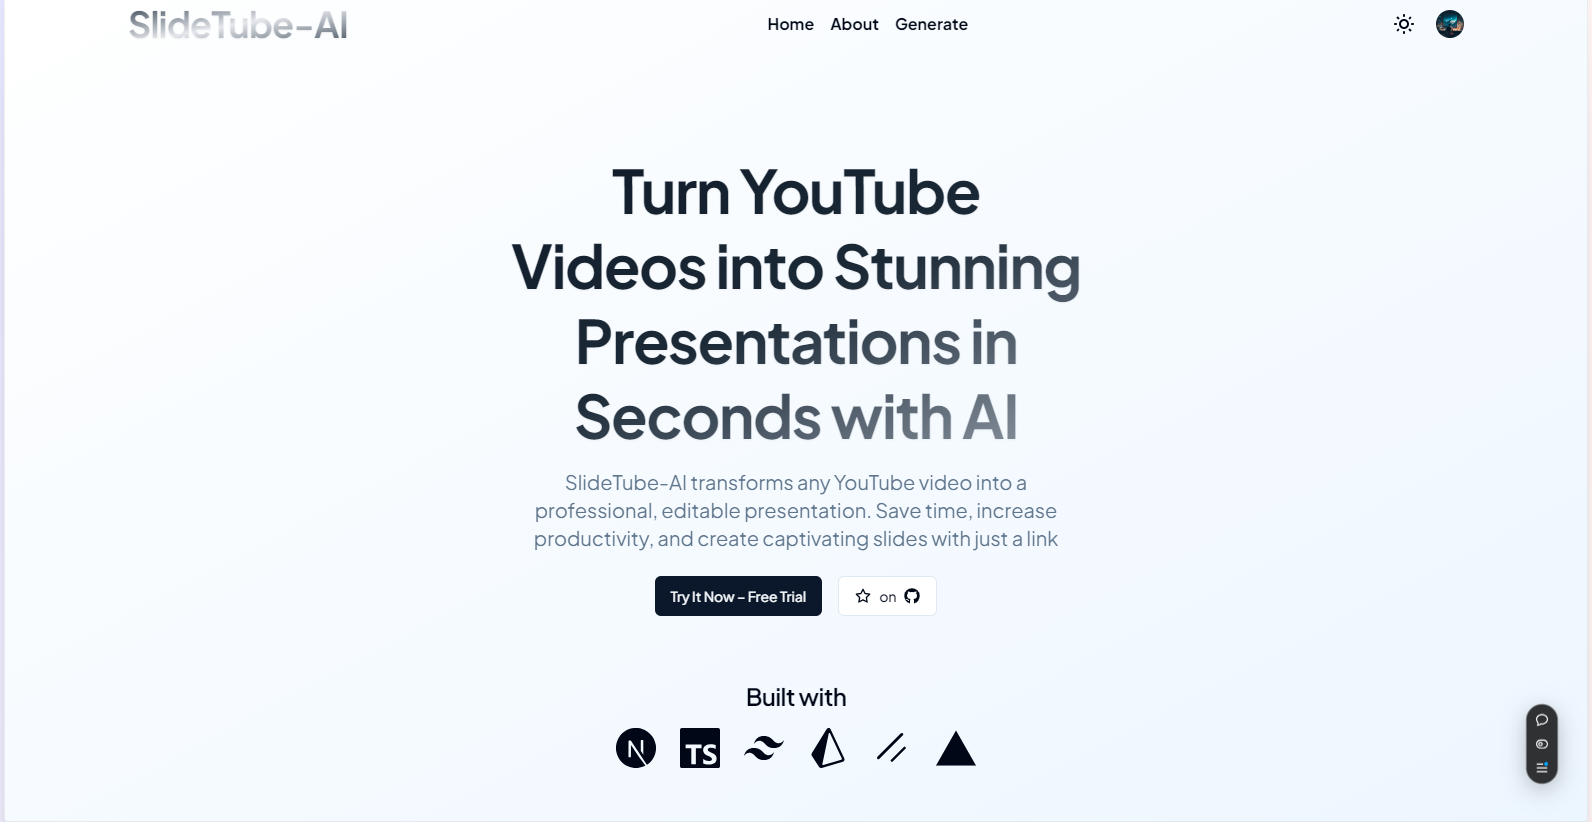 SlideTube-AI
Home About Generate
Turn YouTube
Videos into Stunning
Presentations in
Seconds with AI
SlideTube-AI transforms any YouTube video into a
professional, editable presentation. Save time, increase
productivity, and create captivating slides with just a link
Try It Now - Free Trial
on
Built with
N TS